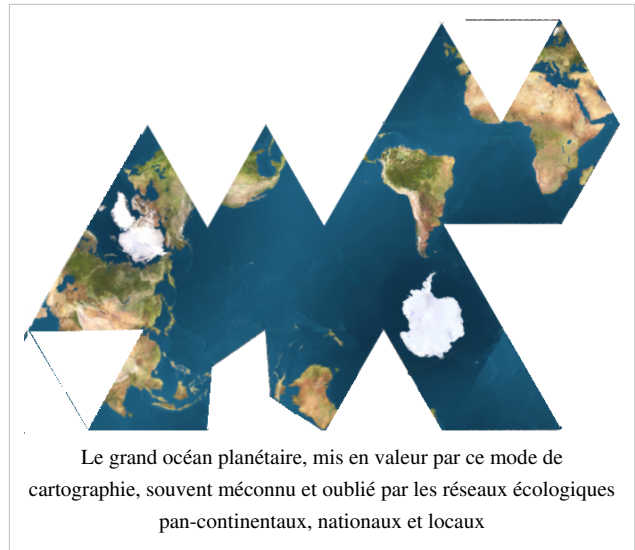 Le grand océan planétaire, mis en valeur par ce mode de
cartographie, souvent méconnu et oublié par les réseaux écologiques
pan-continentaux, nationaux et locaux